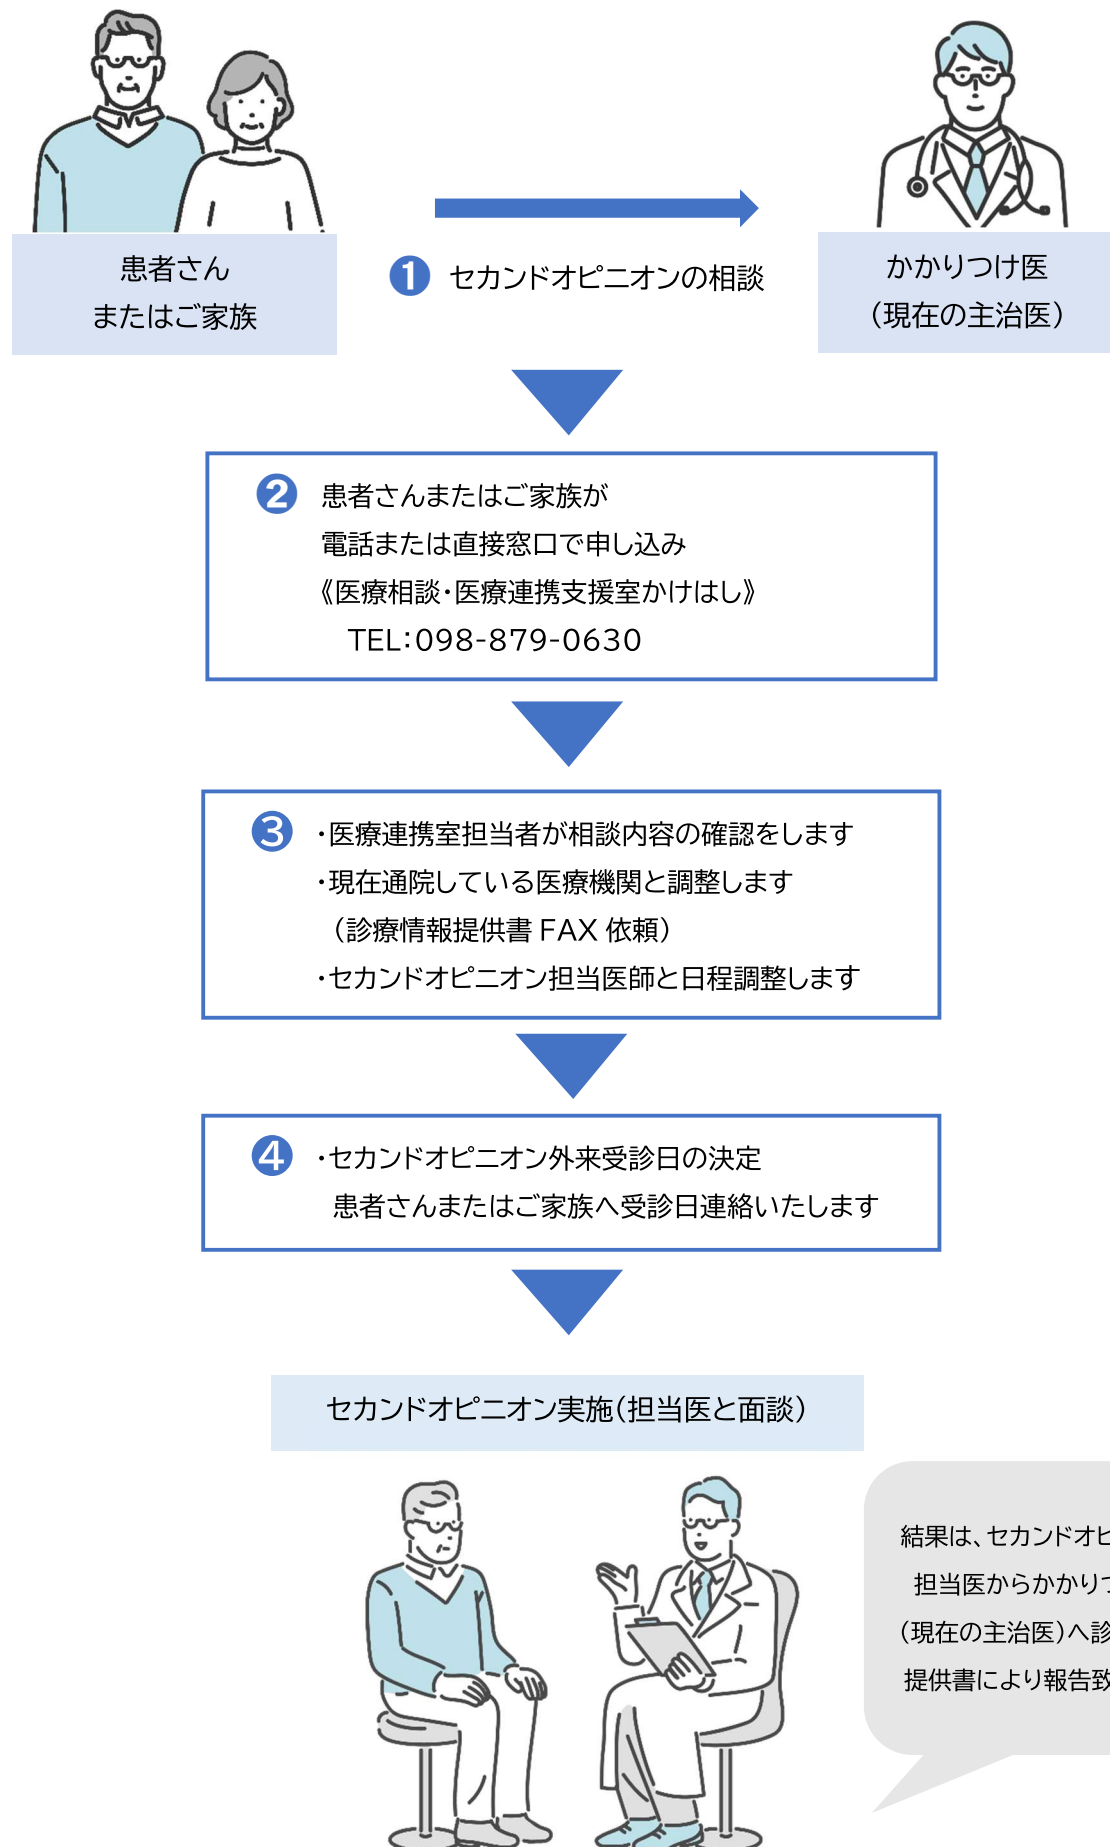 患者さん
またはご家族
❶ セカンドオピニオンの相談
かかりつけ医
（現在の主治医）
❷ 患者さんまたはご家族が
電話または直接窓口で申し込み
《医療相談・医療連携支援室かけはし》
TEL：098-879-0630
❸ ・医療連携室担当者が相談内容の確認をします
・現在通院している医療機関と調整します
（診療情報提供書 FAX 依頼）
・セカンドオピニオン担当医師と日程調整します
❹ ・セカンドオピニオン外来受診日の決定
患者さんまたはご家族へ受診日連絡いたします
セカンドオピニオン実施（担当医と面談）
結果は、セカンドオピ
担当医からかかりつ
（現在の主治医）へ診
提供書により報告致